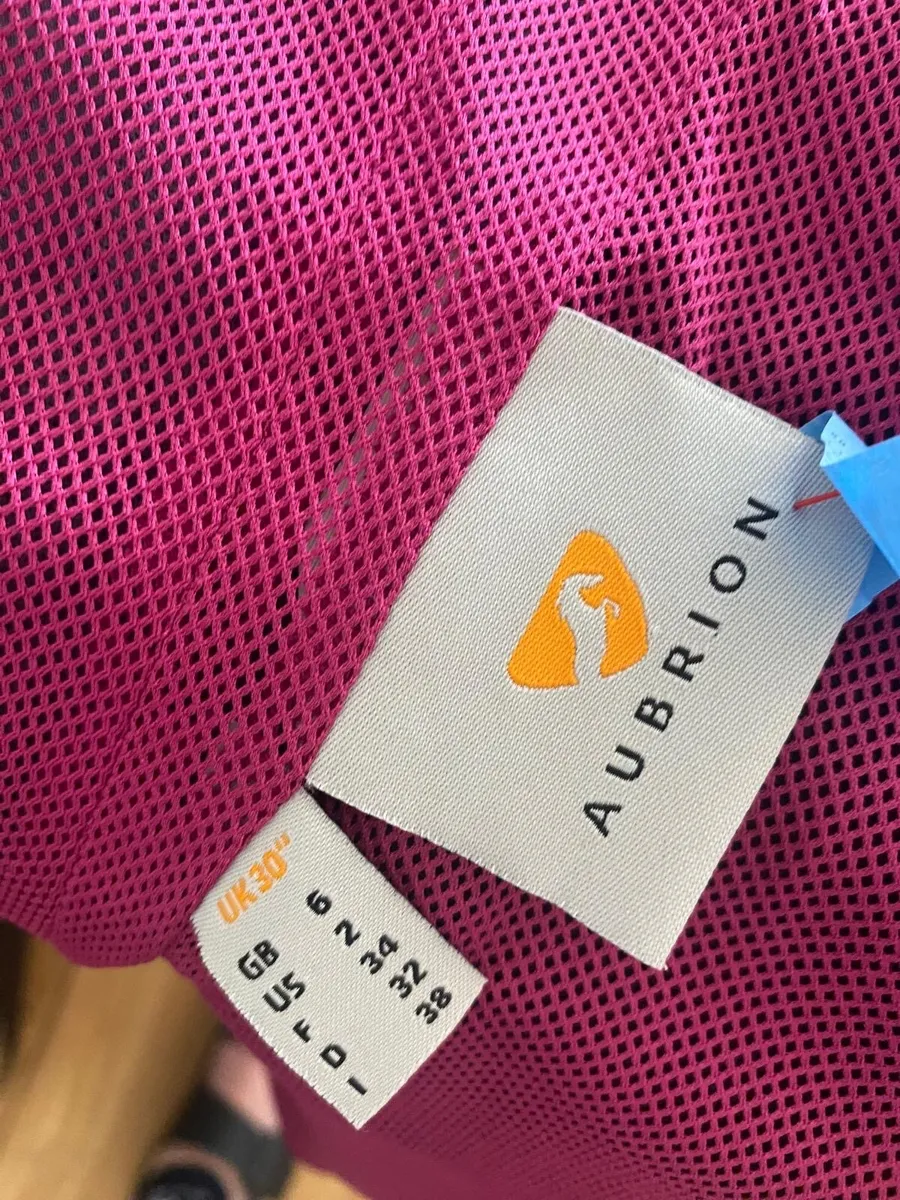 AUBRION
UK 30"
GB 6
US 2
F 34
D 32
I 38